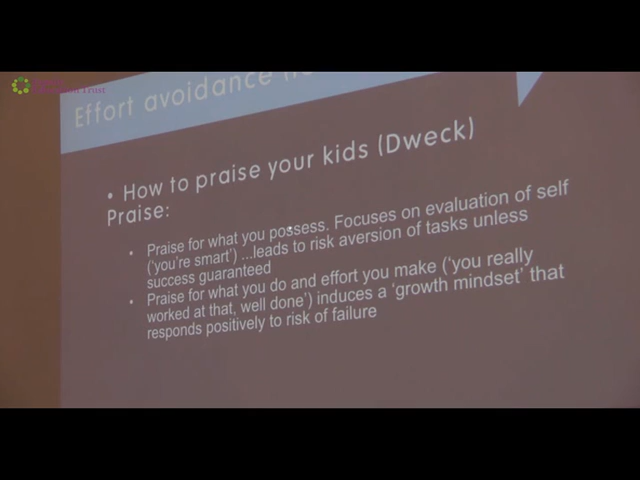 Trust
Effort avoidance
• How to praise your kids (Dweck)
Praise:
• Praise for what you possess. Focuses on evaluation of self
('you're smart') ...leads to risk aversion of tasks unless
success guaranteed
• Praise for what you do and effort you make ('you really
worked at that, well done') induces a 'growth mindset' that
responds positively to risk of failure